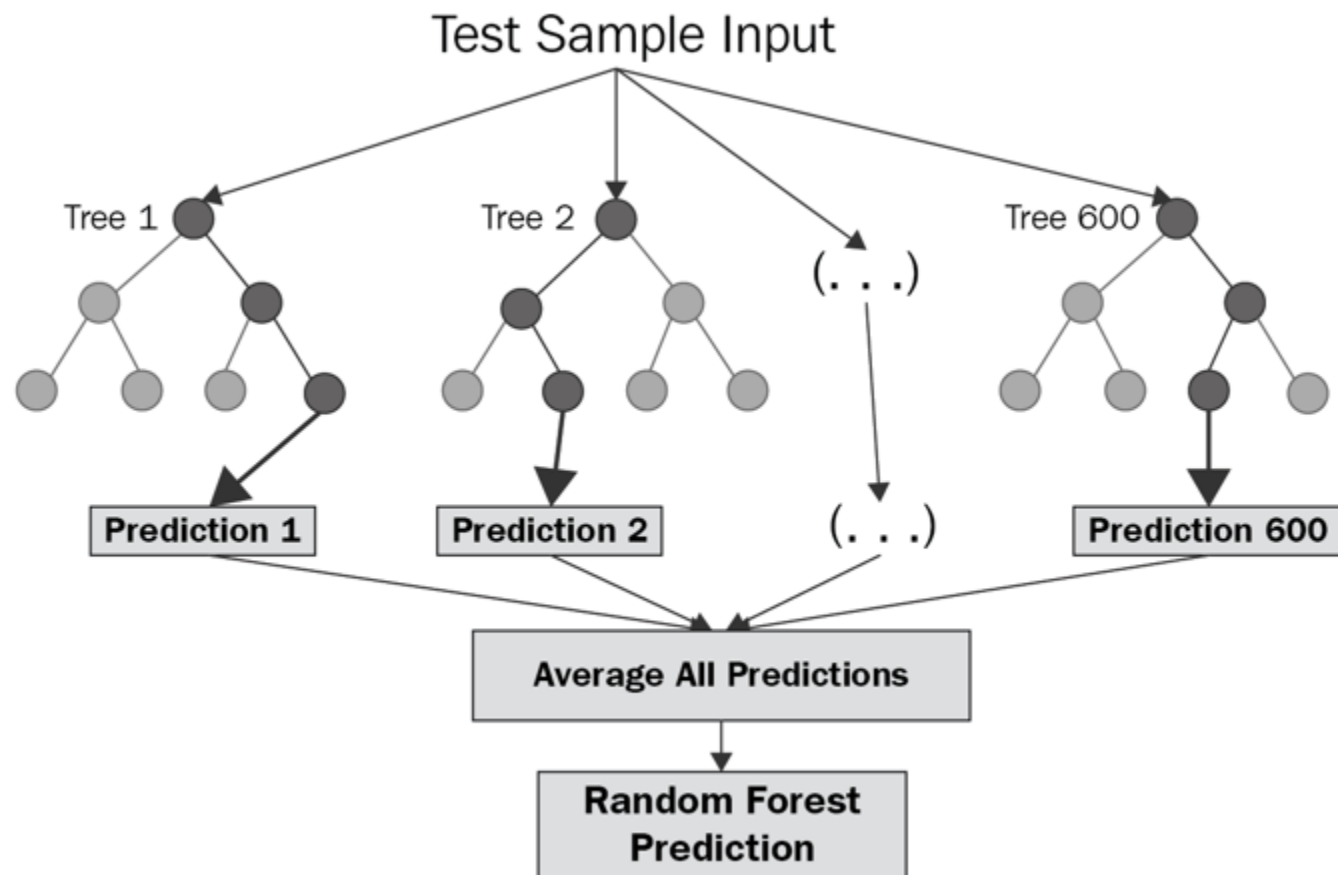 Test Sample Input
Tree 1
Tree 2
Tree 600
(. . .)
(. . .)
Prediction 1
Prediction 2
Prediction 600
Average All Predictions
Random Forest
Prediction